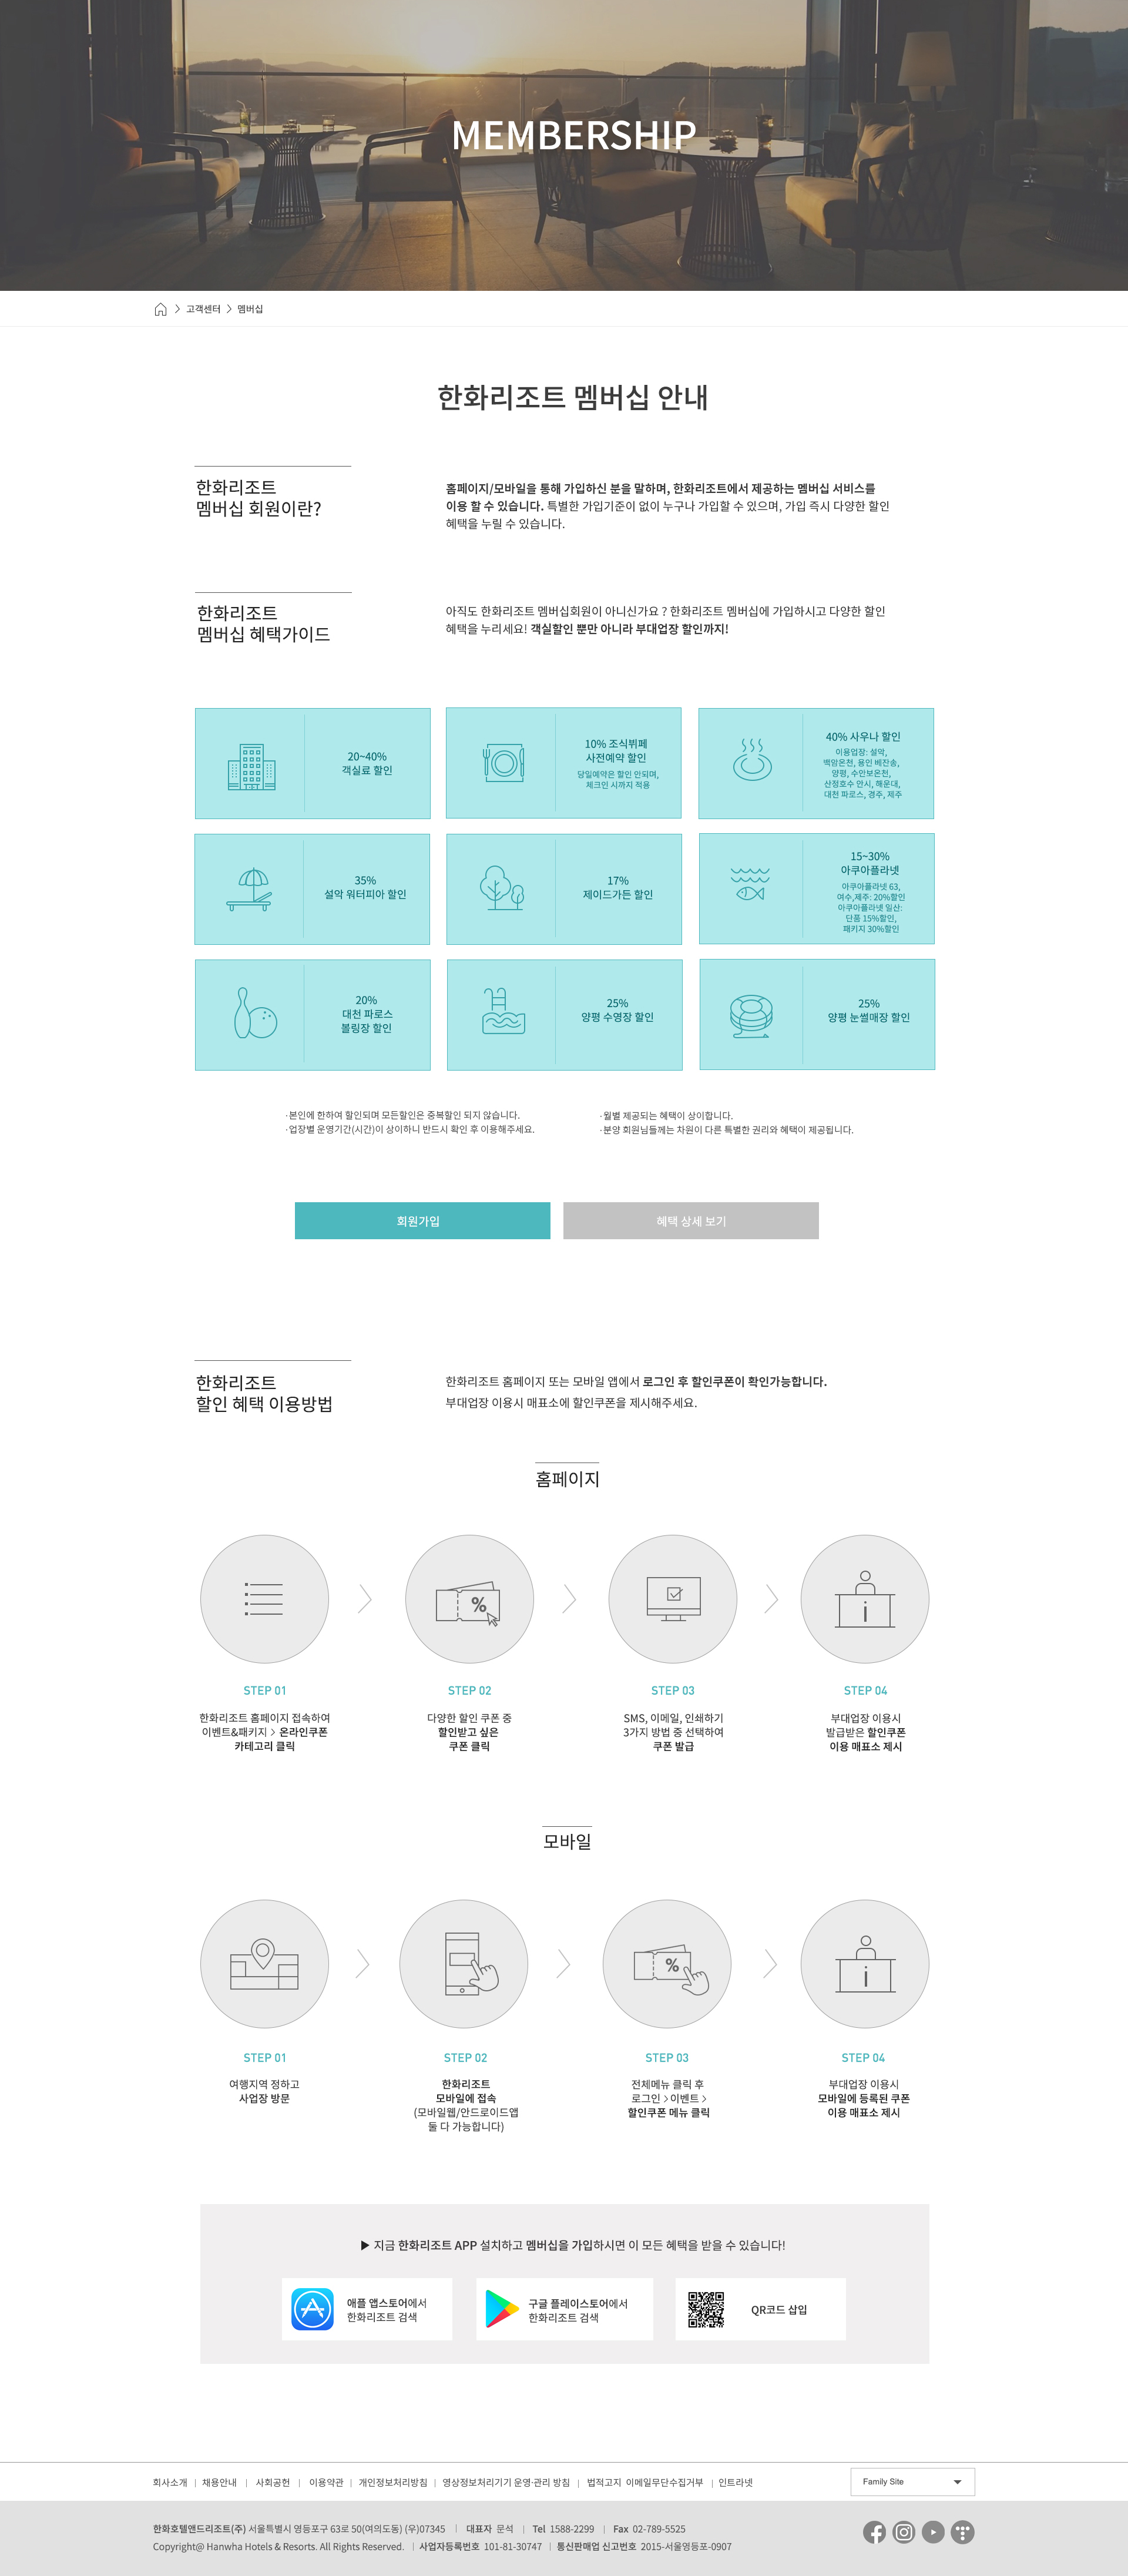 MEMBERSHIP
고객센터 > 멤버십
한화리조트 멤버십 안내
한화리조트
멤버십 회원이란?
홈페이지/모바일을 통해 가입하신 분을 말하며, 한화리조트에서 제공하는 멤버십 서비스를
이용 할 수 있습니다. 특별한 가입기준이 없이 누구나 가입할 수 있으며, 가입 즉시 다양한 할인
혜택을 누릴 수 있습니다.
한화리조트
멤버십 혜택가이드
아직도 한화리조트 멤버십회원이 아니신가요 ? 한화리조트 멤버십에 가입하시고 다양한 할인
혜택을 누리세요! 객실할인 뿐만 아니라 부대업장 할인까지!
20~40%
객실료 할인
10% 조식뷔페
사전예약 할인
당일예약은 할인 안되며,
체크인 시까지 적용
40% 사우나 할인
이용업장: 설악,
백암온천, 용인 베잔송,
양평, 수안보온천,
산정호수 안시, 해운대,
대천 파로스, 경주, 제주
35%
설악 워터피아 할인
17%
제이드가든 할인
15~30%
아쿠아플라넷
아쿠아플라넷 63,
여수,제주: 20%할인
아쿠아플라넷 일산:
단품 15%할인,
패키지 30%할인
20%
대천 파로스
볼링장 할인
25%
양평 수영장 할인
25%
양평 눈썰매장 할인
·본인에 한하여 할인되며 모든할인은 중복할인 되지 않습니다.
·업장별 운영기간(시간)이 상이하니 반드시 확인 후 이용해주세요.
·월별 제공되는 혜택이 상이합니다.
·분양 회원님들께는 차원이 다른 특별한 권리와 혜택이 제공됩니다.
회원가입
혜택 상세 보기
한화리조트
할인 혜택 이용방법
한화리조트 홈페이지 또는 모바일 앱에서 로그인 후 할인쿠폰이 확인가능합니다.
부대업장 이용시 매표소에 할인쿠폰을 제시해주세요.
홈페이지
%
i
STEP 01
한화리조트 홈페이지 접속하여
이벤트&패키지 > 온라인쿠폰
카테고리 클릭
STEP 02
다양한 할인 쿠폰 중
할인받고 싶은
쿠폰 클릭
STEP 03
SMS, 이메일, 인쇄하기
3가지 방법 중 선택하여
쿠폰 발급
STEP 04
부대업장 이용시
발급받은 할인쿠폰
이용 매표소 제시
모바일
%
i
STEP 01
여행지역 정하고
사업장 방문
STEP 02
한화리조트
모바일에 접속
(모바일웹/안드로이드앱
둘 다 가능합니다)
STEP 03
전체메뉴 클릭 후
로그인 > 이벤트 >
할인쿠폰 메뉴 클릭
STEP 04
부대업장 이용시
모바일에 등록된 쿠폰
이용 매표소 제시
▶ 지금 한화리조트 APP 설치하고 멤버십을 가입하시면 이 모든 혜택을 받을 수 있습니다!
애플 앱스토어에서
한화리조트 검색
구글 플레이스토어에서
한화리조트 검색
QR코드 삽입
회사소개 | 채용안내 | 사회공헌 | 이용약관 | 개인정보처리방침 | 영상정보처리기기 운영·관리 방침 | 법적고지 이메일무단수집거부 | 인트라넷
Family Site
한화호텔앤드리조트(주) 서울특별시 영등포구 63로 50(여의도동) (우)07345 | 대표자 문석 | Tel 1588-2299 | Fax 02-789-5525
Copyright@ Hanwha Hotels & Resorts. All Rights Reserved. | 사업자등록번호 101-81-30747 | 통신판매업 신고번호 2015-서울영등포-0907